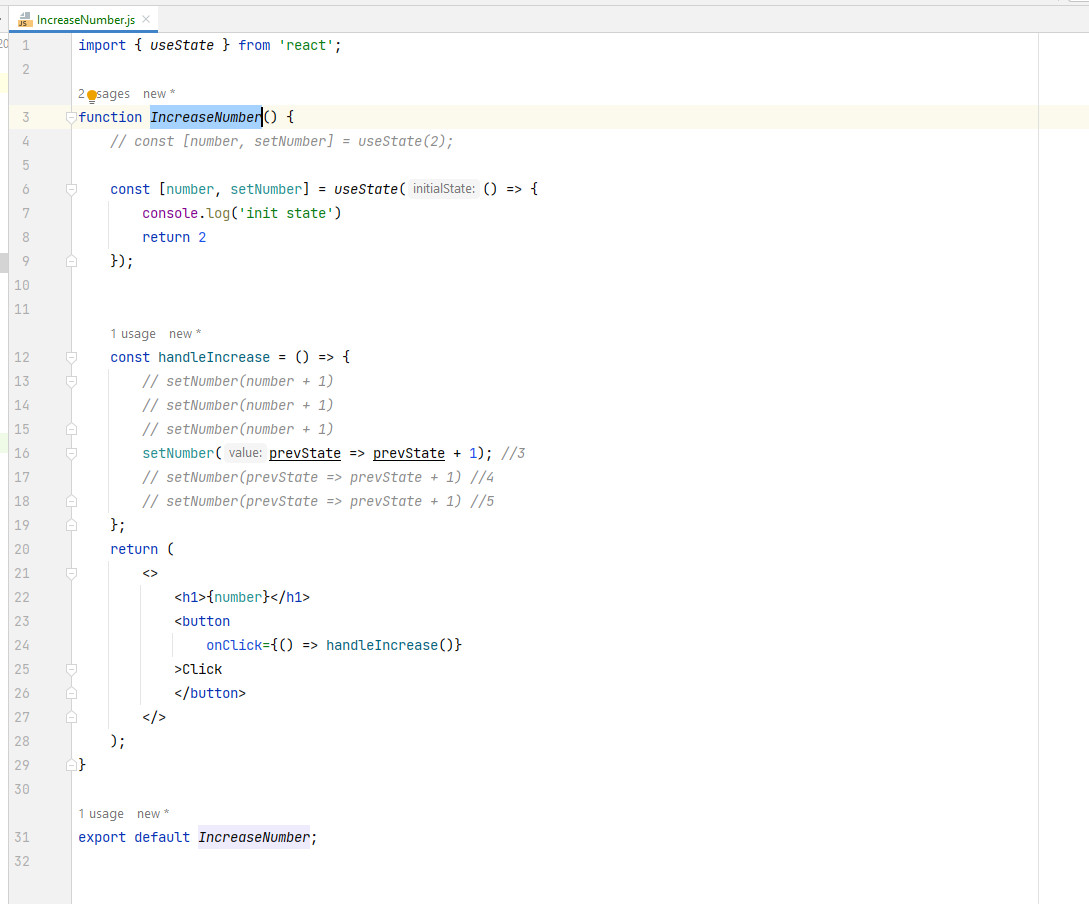 IncreaseNumber.js
1 import { useState } from 'react';
2
2 usages new *
3 function IncreaseNumber() {
4 // const [number, setNumber] = useState(2);
5
6 const [number, setNumber] = useState( initialState: () => {
7 console.log('init state')
8 return 2
9 });
10
11
1 usage new *
12 const handleIncrease = () => {
13 // setNumber(number + 1)
14 // setNumber(number + 1)
15 // setNumber(number + 1)
16 setNumber( value: prevState => prevState + 1); //3
17 // setNumber(prevState => prevState + 1) //4
18 // setNumber(prevState => prevState + 1) //5
19 };
20 return (
21 <>
22 <h1>{number}</h1>
23 <button
24 onClick={() => handleIncrease()}
25 >Click
26 </button>
27 </>
28 );
29 }
30
1 usage new *
31 export default IncreaseNumber;
32